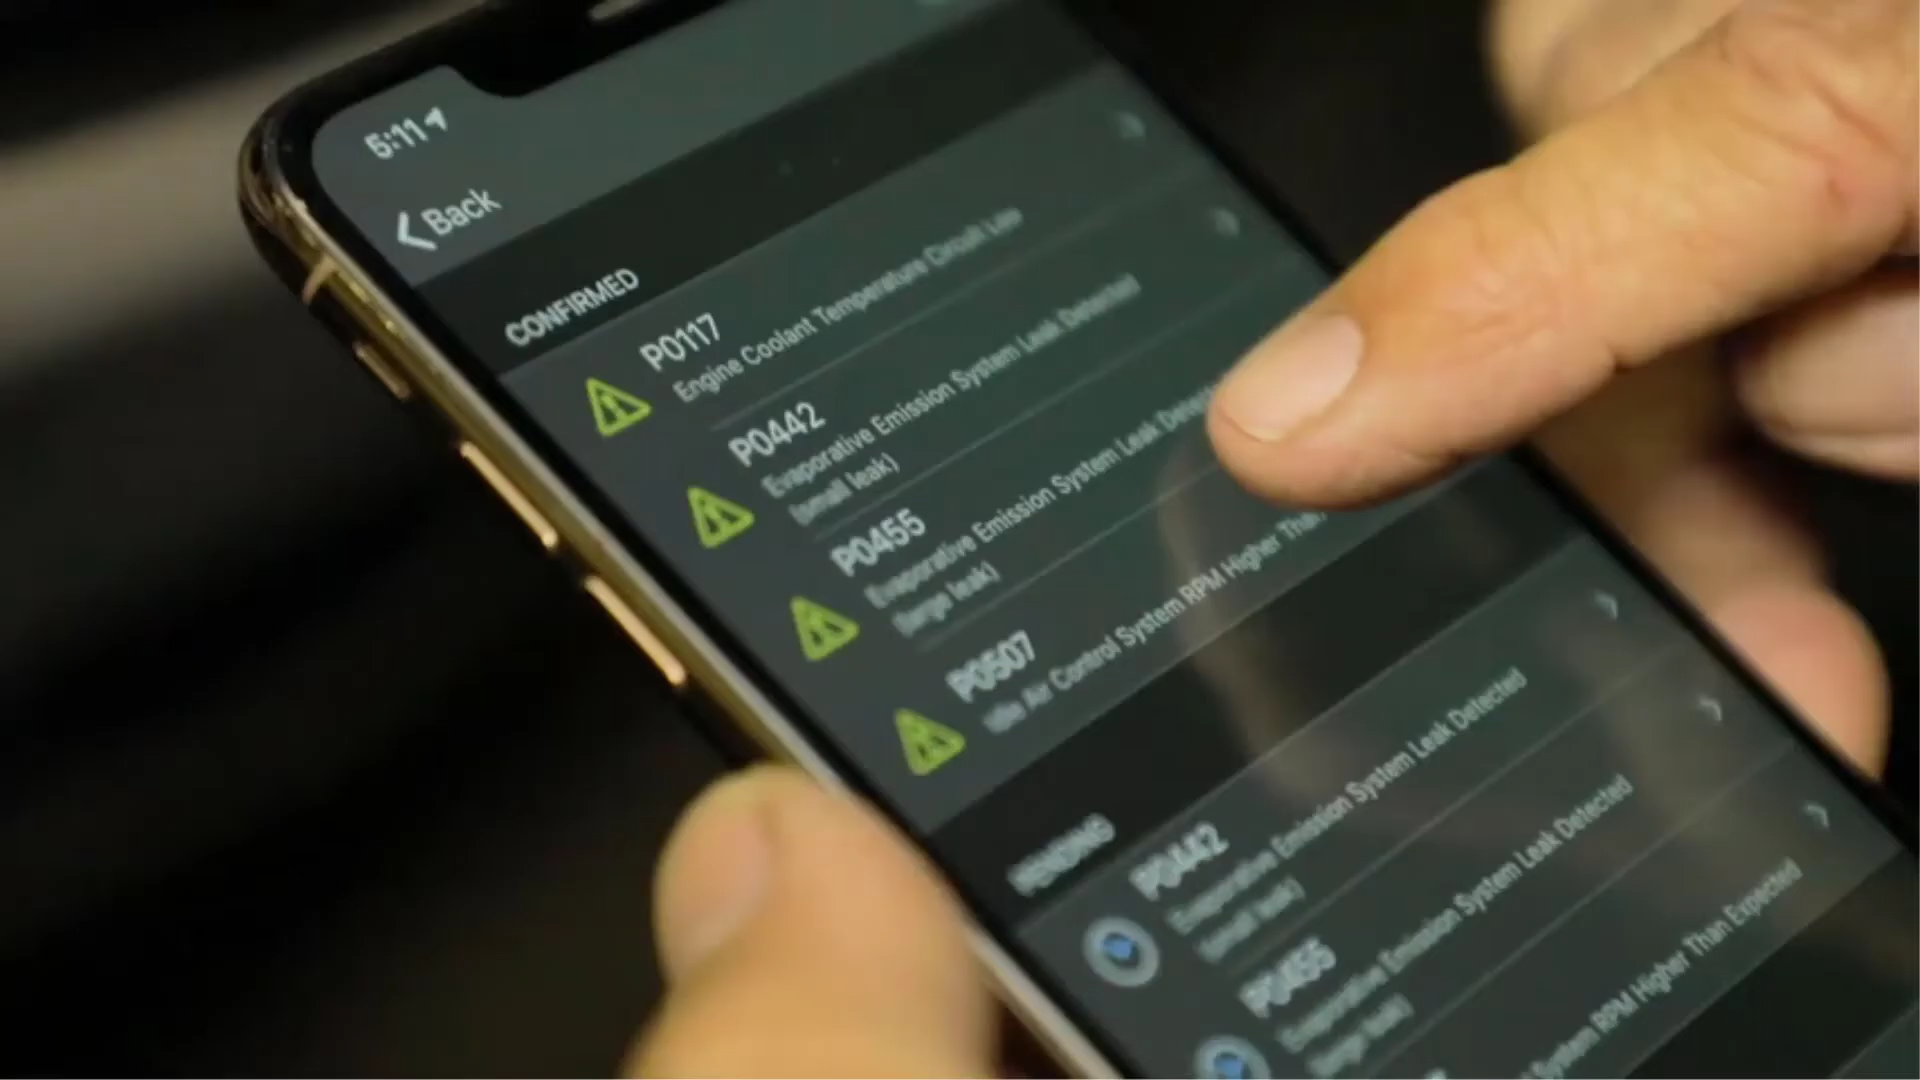 5:11
Back
CONFIRMED
P0117
Engine Coolant Temperature Circuit Low
P0442
Evaporative Emission System Leak Detected
(small leak)
P0455
Evaporative Emission System Leak
(large leak)
P0507
Idle Air Control System RPM Higher Than
PENDING
P0442
Evaporative Emission System Leak Detected
(small leak)
P0455
Evaporative Emission System Leak Detected
(large leak)
System RPM Higher Than Expected